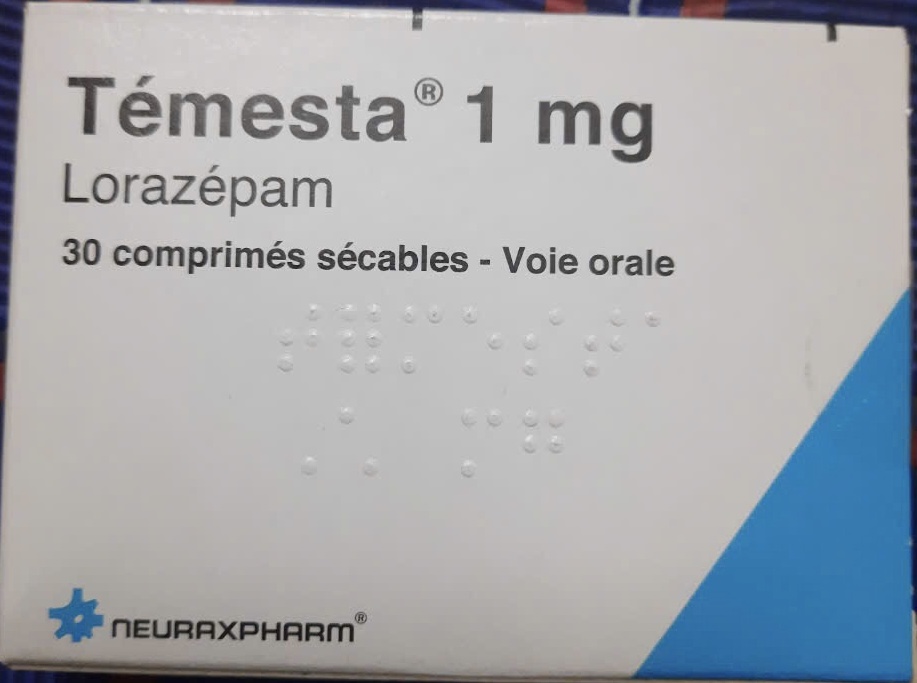 Témesta® 1 mg
Lorazépam
30 comprimés sécables - Voie orale
⠞⠿⠍⠑⠎⠞⠁
⠠⠡ ⠍⠛
NEURAXPHARM®